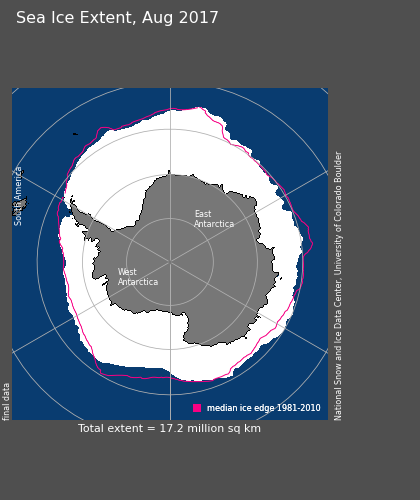 Sea Ice Extent, Aug 2017
South America
East
Antarctica
West
Antarctica
National Snow and Ice Data Center, University of Colorado Boulder
final data
median ice edge 1981-2010
Total extent = 17.2 million sq km